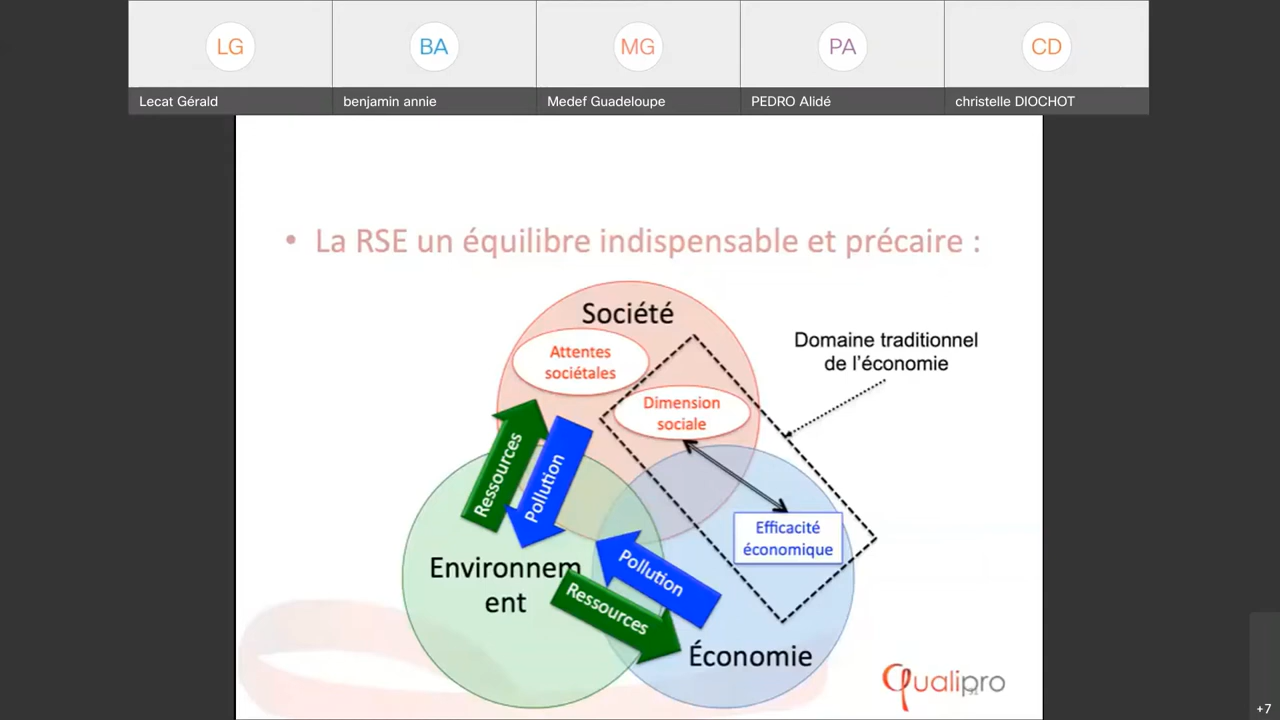 LG
BA
MG
PA
CD
Lecat Gérald
benjamin annie
Medef Guadeloupe
PEDRO Alidé
christelle DIOCHOT
• La RSE un équilibre indispensable et précaire :
Société
Attentes
sociétales
Domaine traditionnel
de l'économie
Dimension
sociale
Ressources
Pollution
Efficacité
économique
Environnem
ent
Pollution
Ressources
Économie
qualipro
+7